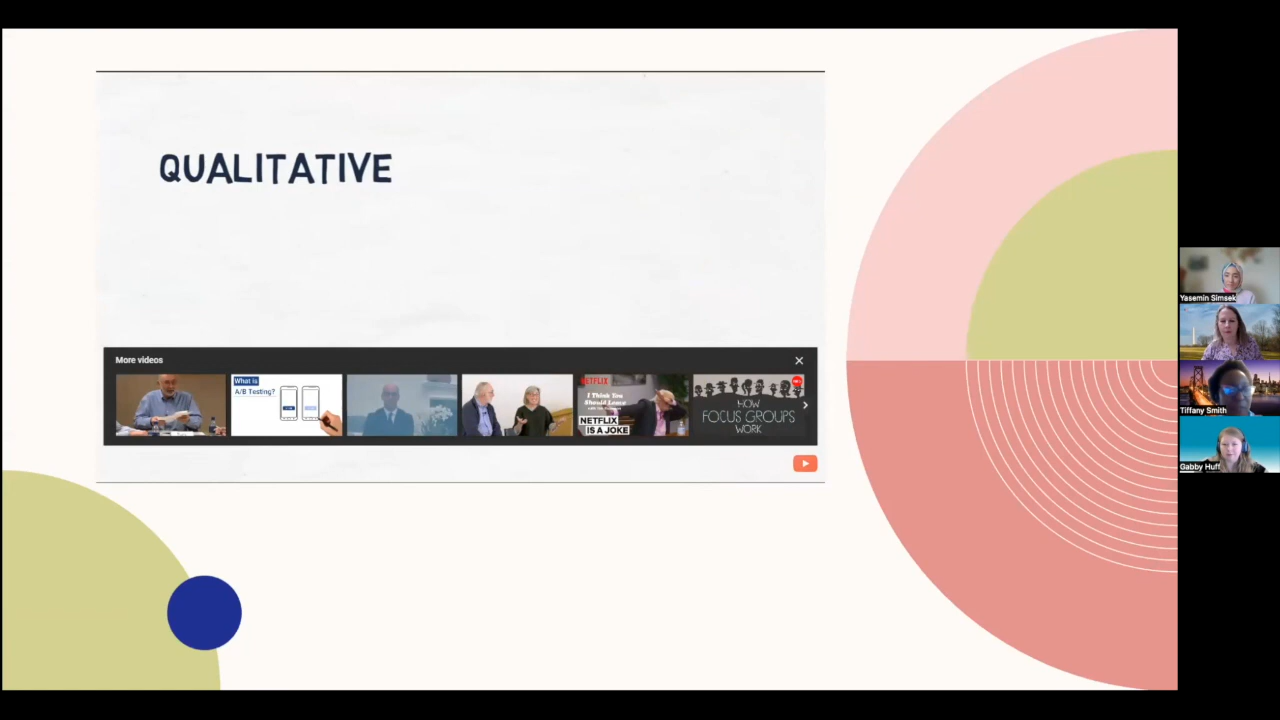 QUALITATIVE
More videos
What is
A/B Testing?
NETFLIX
I Think You
Should Leave
NETFLIX
IS A JOKE
HOW
FOCUS GROUPS
WORK
Yasemin Simsek
Tiffany Smith
Gabby Huff